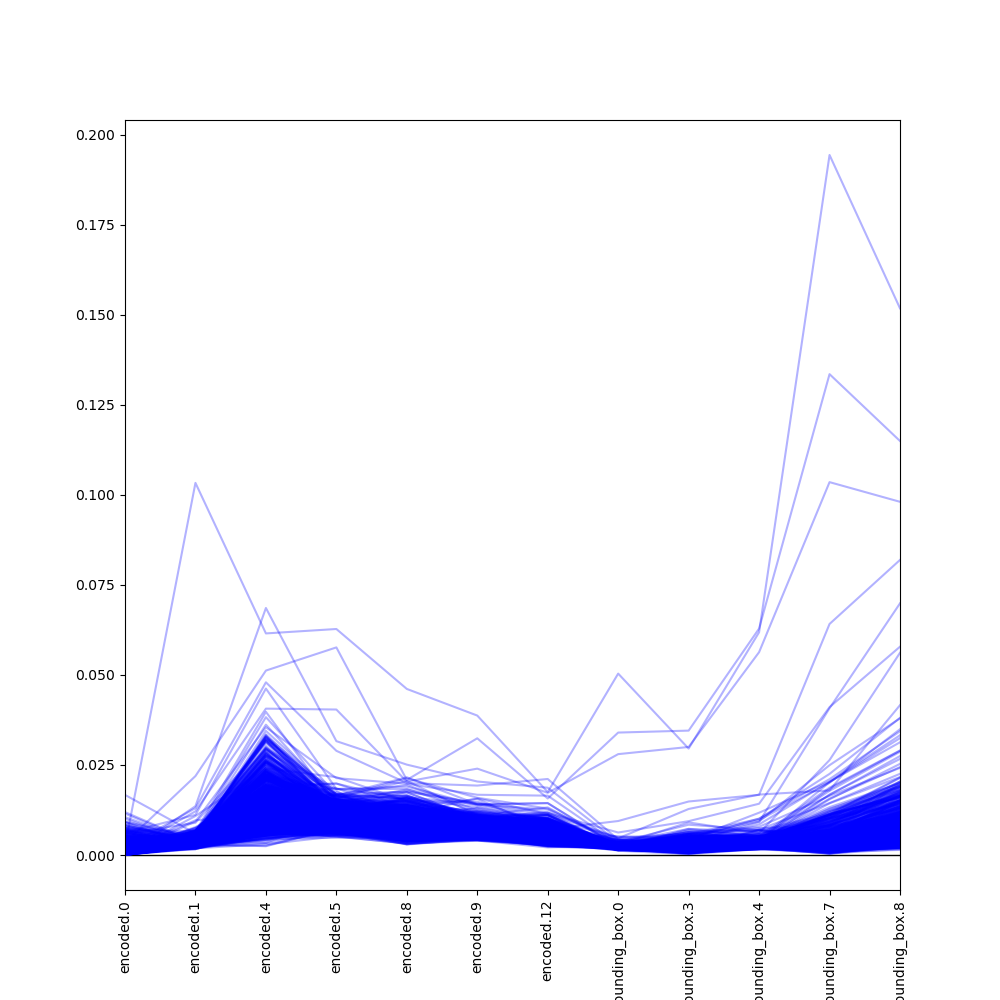 0.200
0.175
0.150
0.125
0.100
0.075
0.050
0.025
0.000
encoded.0
encoded.1
encoded.4
encoded.5
encoded.8
encoded.9
encoded.12
ounding_box.0
ounding_box.3
ounding_box.4
ounding_box.7
ounding_box.8